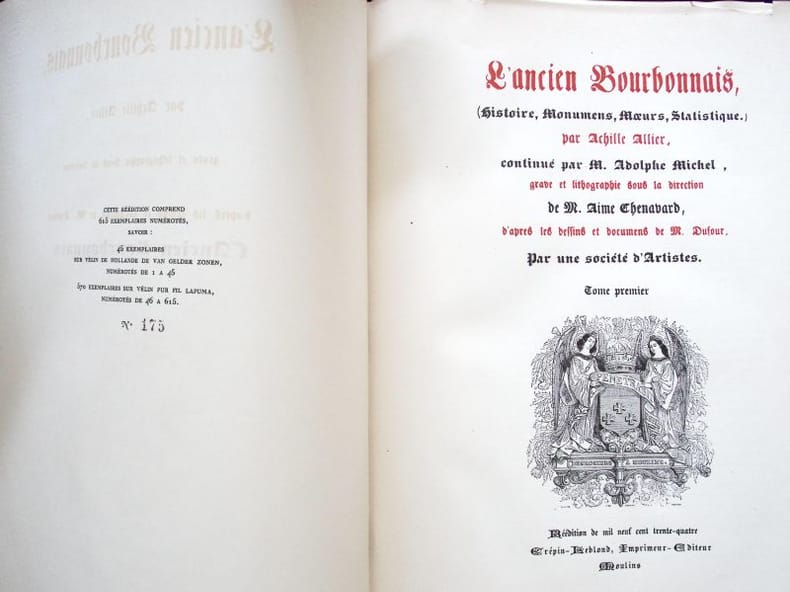 CETTE RÉÉDITION COMPREND
615 EXEMPLAIRES NUMÉROTÉS,
SAVOIR :
45 EXEMPLAIRES
SUR VÉLIN DE HOLLANDE DE VAN GELDER ZONEN,
NUMÉROTÉS DE 1 A 45
570 EXEMPLAIRES SUR VÉLIN PUR FIL LAFUMA,
NUMÉROTÉS DE 46 A 615.
N° 175
L'ancien Bourbonnais,
(Histoire, Monumens, Mœurs, Statistique.)
par Achille Allier,
continué par M. Adolphe Michel ,
gravé et lithographié sous la direction
de M. Aimé Chenavard,
d'après les dessins et documens de M. Dufour,
Par une société d'Artistes.
Tome premier
Réédition de mil neuf cent trente-quatre
Crépin-Leblond, Imprimeur-Editeur
Moulins